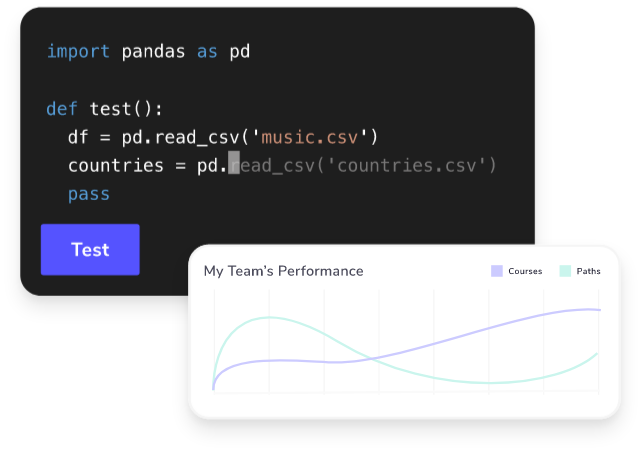 import pandas as pd
def test():
df = pd.read_csv('music.csv')
countries = pd.read_csv('countries.csv')
pass
Test
My Team’s Performance
Courses
Paths